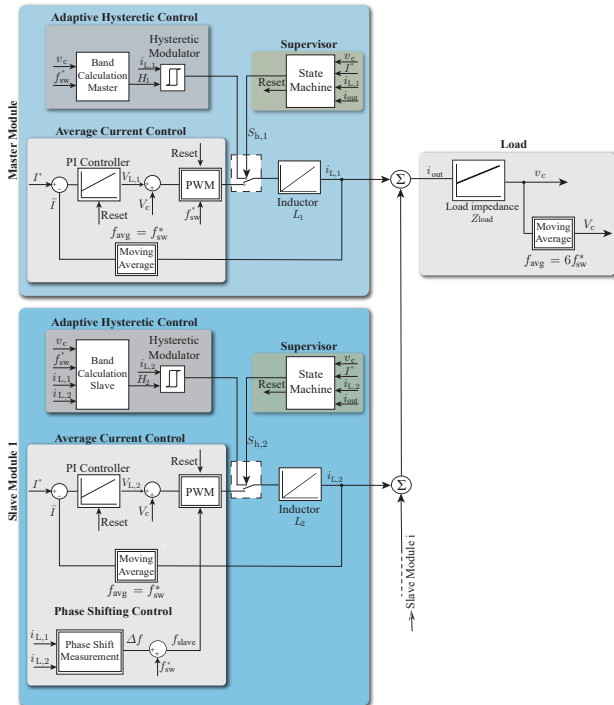 Master Module
Adaptive Hysteretic Control
Hysteretic
Modulator
v_c
f*_sw
Band
Calculation
Master
i_L,1
H_1
Supervisor
State
Machine
Reset
v_c
I*
i_L,1
i_out
S_h,1
Average Current Control
PI Controller
I*
Ī
Reset
V_L,1
V_c
Reset
PWM
f*_sw
f_avg = f*_sw
Moving
Average
Inductor
L_1
i_L,1
Σ
Load
i_out
Load impedance
Z_load
v_c
Moving
Average
V_c
f_avg = 6f*_sw
Slave Module 1
Adaptive Hysteretic Control
Hysteretic
Modulator
v_c
f*_sw
i_L,1
i_L,2
Band
Calculation
Slave
i_L,2
H_2
Supervisor
State
Machine
Reset
v_c
I*
i_L,2
i_out
S_h,2
Average Current Control
PI Controller
I*
Ī
Reset
V_L,2
V_c
Reset
PWM
Inductor
L_2
i_L,2
Σ
Moving
Average
f_avg = f*_sw
Phase Shifting Control
i_L,1
i_L,2
Phase Shift
Measurement
Δf
f_slave
f*_sw
Slave Module i